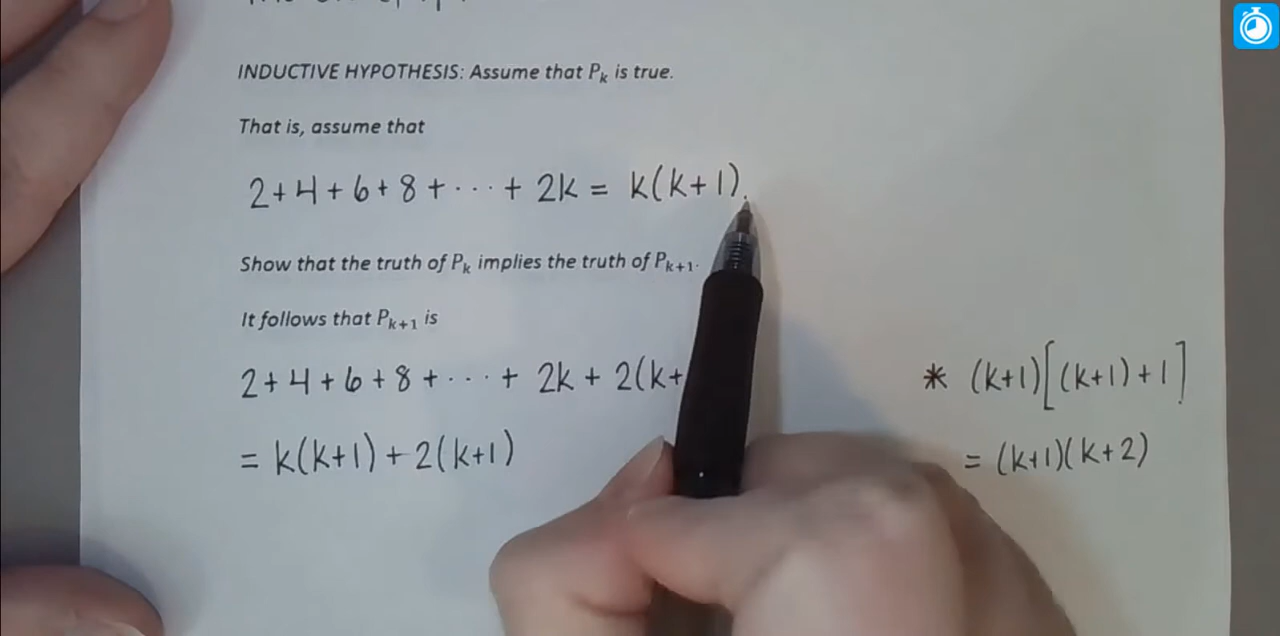 INDUCTIVE HYPOTHESIS: Assume that Pₖ is true.
That is, assume that
2+4+6+8+···+2k = k(k+1).
Show that the truth of Pₖ implies the truth of Pₖ₊₁.
It follows that Pₖ₊₁ is
2+4+6+8+···+2k+2(k+
* (k+1)[(k+1)+1]
= k(k+1)+2(k+1)
= (k+1)(k+2)